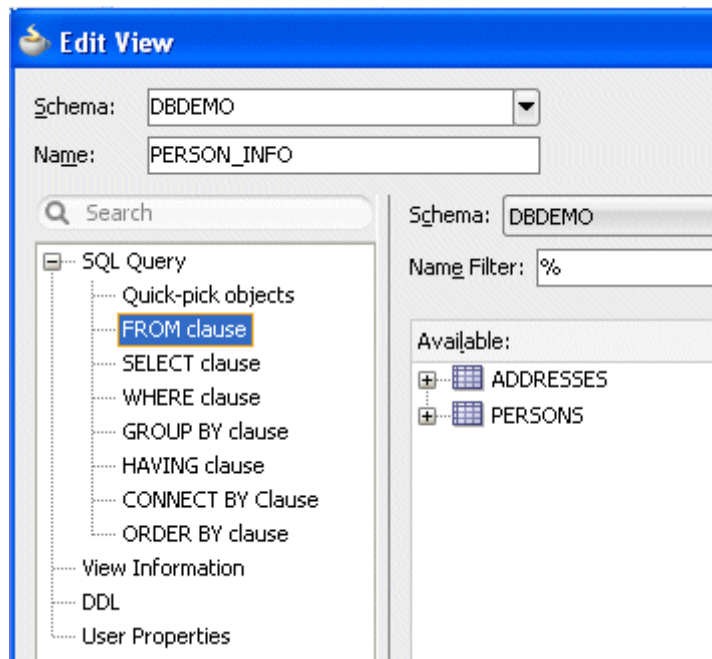 Edit View
Schema: DBDEMO
Name: PERSON_INFO
Search
SQL Query
Quick-pick objects
FROM clause
SELECT clause
WHERE clause
GROUP BY clause
HAVING clause
CONNECT BY Clause
ORDER BY clause
View Information
DDL
User Properties
Schema: DBDEMO
Name Filter: %
Available:
ADDRESSES
PERSONS